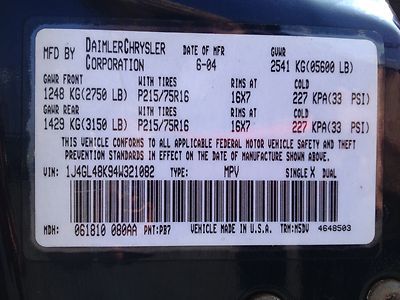 MFD BY DAIMLERCHRYSLER CORPORATION DATE OF MFR 6-04 GVWR 2541 KG(05600 LB)
GAWR FRONT WITH TIRES RIMS AT COLD
1248 KG(2750 LB) P215/75R16 16X7 227 KPA(33 PSI)
GAWR REAR WITH TIRES RIMS AT COLD
1429 KG(3150 LB) P215/75R16 16X7 227 KPA(33 PSI)
THIS VEHICLE CONFORMS TO ALL APPLICABLE FEDERAL MOTOR VEHICLE SAFETY AND
THEFT PREVENTION STANDARDS IN EFFECT ON THE DATE OF MANUFACTURE SHOWN ABOVE.
VIN: 1J4GL48K94W321082 TYPE: MPV SINGLE X DUAL
MDH: 061810 080AA PNT: PB7 VEHICLE MADE IN U.S.A. TRM: M5DV 4648503